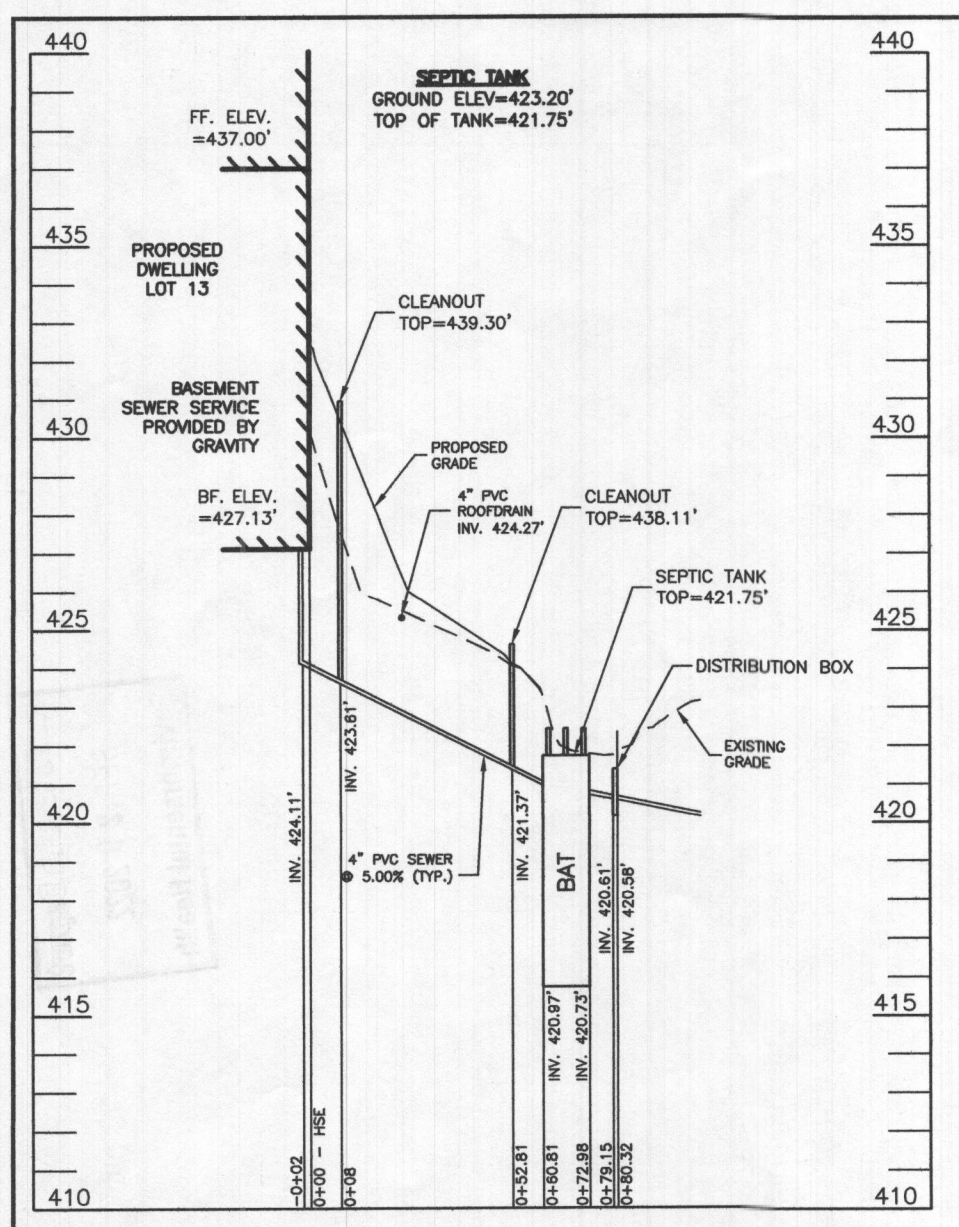 440
440
SEPTIC TANK
GROUND ELEV=423.20'
TOP OF TANK=421.75'
FF. ELEV.
=437.00'
435
435
PROPOSED
DWELLING
LOT 13
CLEANOUT
TOP=439.30'
BASEMENT
SEWER SERVICE
PROVIDED BY
GRAVITY
430
430
PROPOSED
GRADE
4" PVC
ROOFDRAIN
INV. 424.27'
BF. ELEV.
=427.13'
CLEANOUT
TOP=438.11'
SEPTIC TANK
TOP=421.75'
425
425
DISTRIBUTION BOX
EXISTING
GRADE
INV. 423.61'
420
420
INV. 424.11'
4" PVC SEWER
@ 5.00% (TYP.)
INV. 421.37'
BAT
INV. 420.61'
INV. 420.58'
415
415
INV. 420.97'
INV. 420.73'
-0+02
0+00 - HSE
0+08
0+52.81
0+60.81
0+72.98
0+79.15
0+80.32
410
410